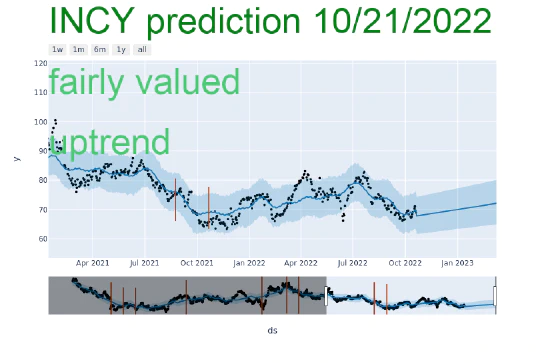 INCY prediction 10/21/2022
1w 1m 6m 1y all
120
fairly valued
100
90
uptrend
80
70
60
y
Apr 2021 Jul 2021 Oct 2021 Jan 2022 Apr 2022 Jul 2022 Oct 2022 Jan 2023
ds